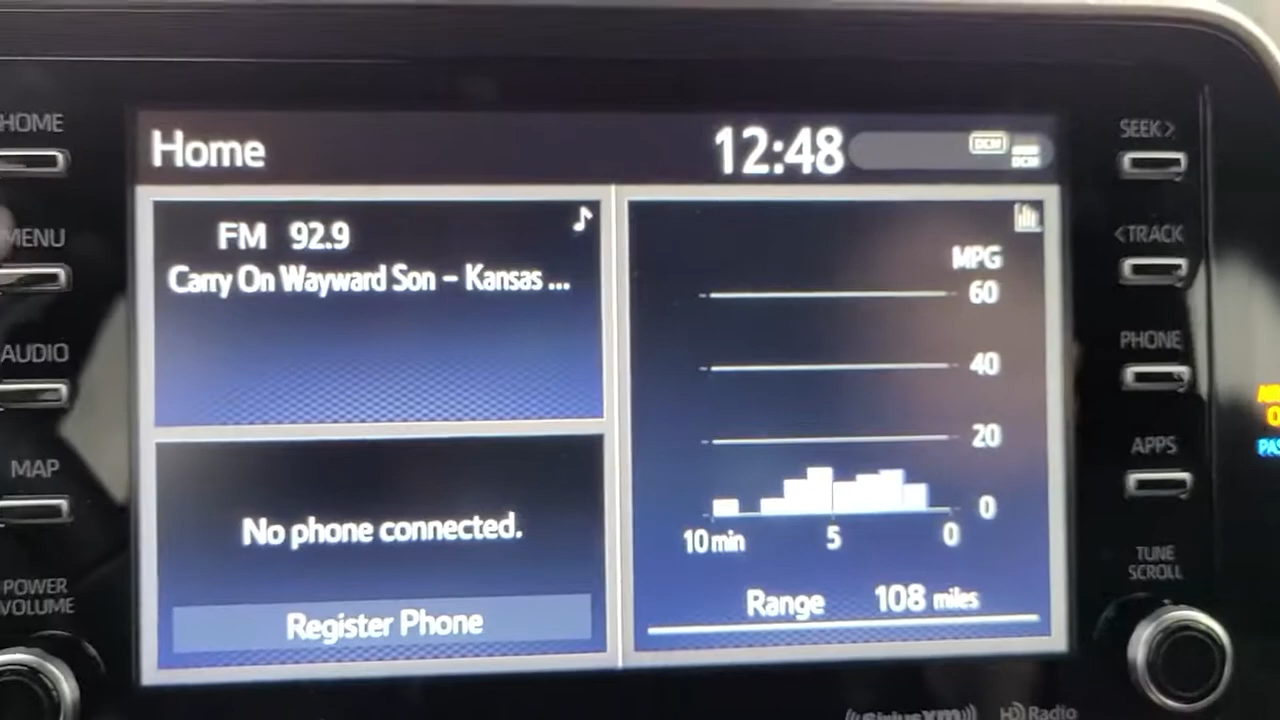 HOME
MENU
AUDIO
MAP
POWER
VOLUME
Home
12:48
DCM
DCM
FM 92.9
Carry On Wayward Son – Kansas ...
No phone connected.
Register Phone
MPG
60
40
20
0
10 min 5 0
Range 108 miles
SEEK>
<TRACK
PHONE
APPS
TUNE
SCROLL
SiriusXM
HD Radio